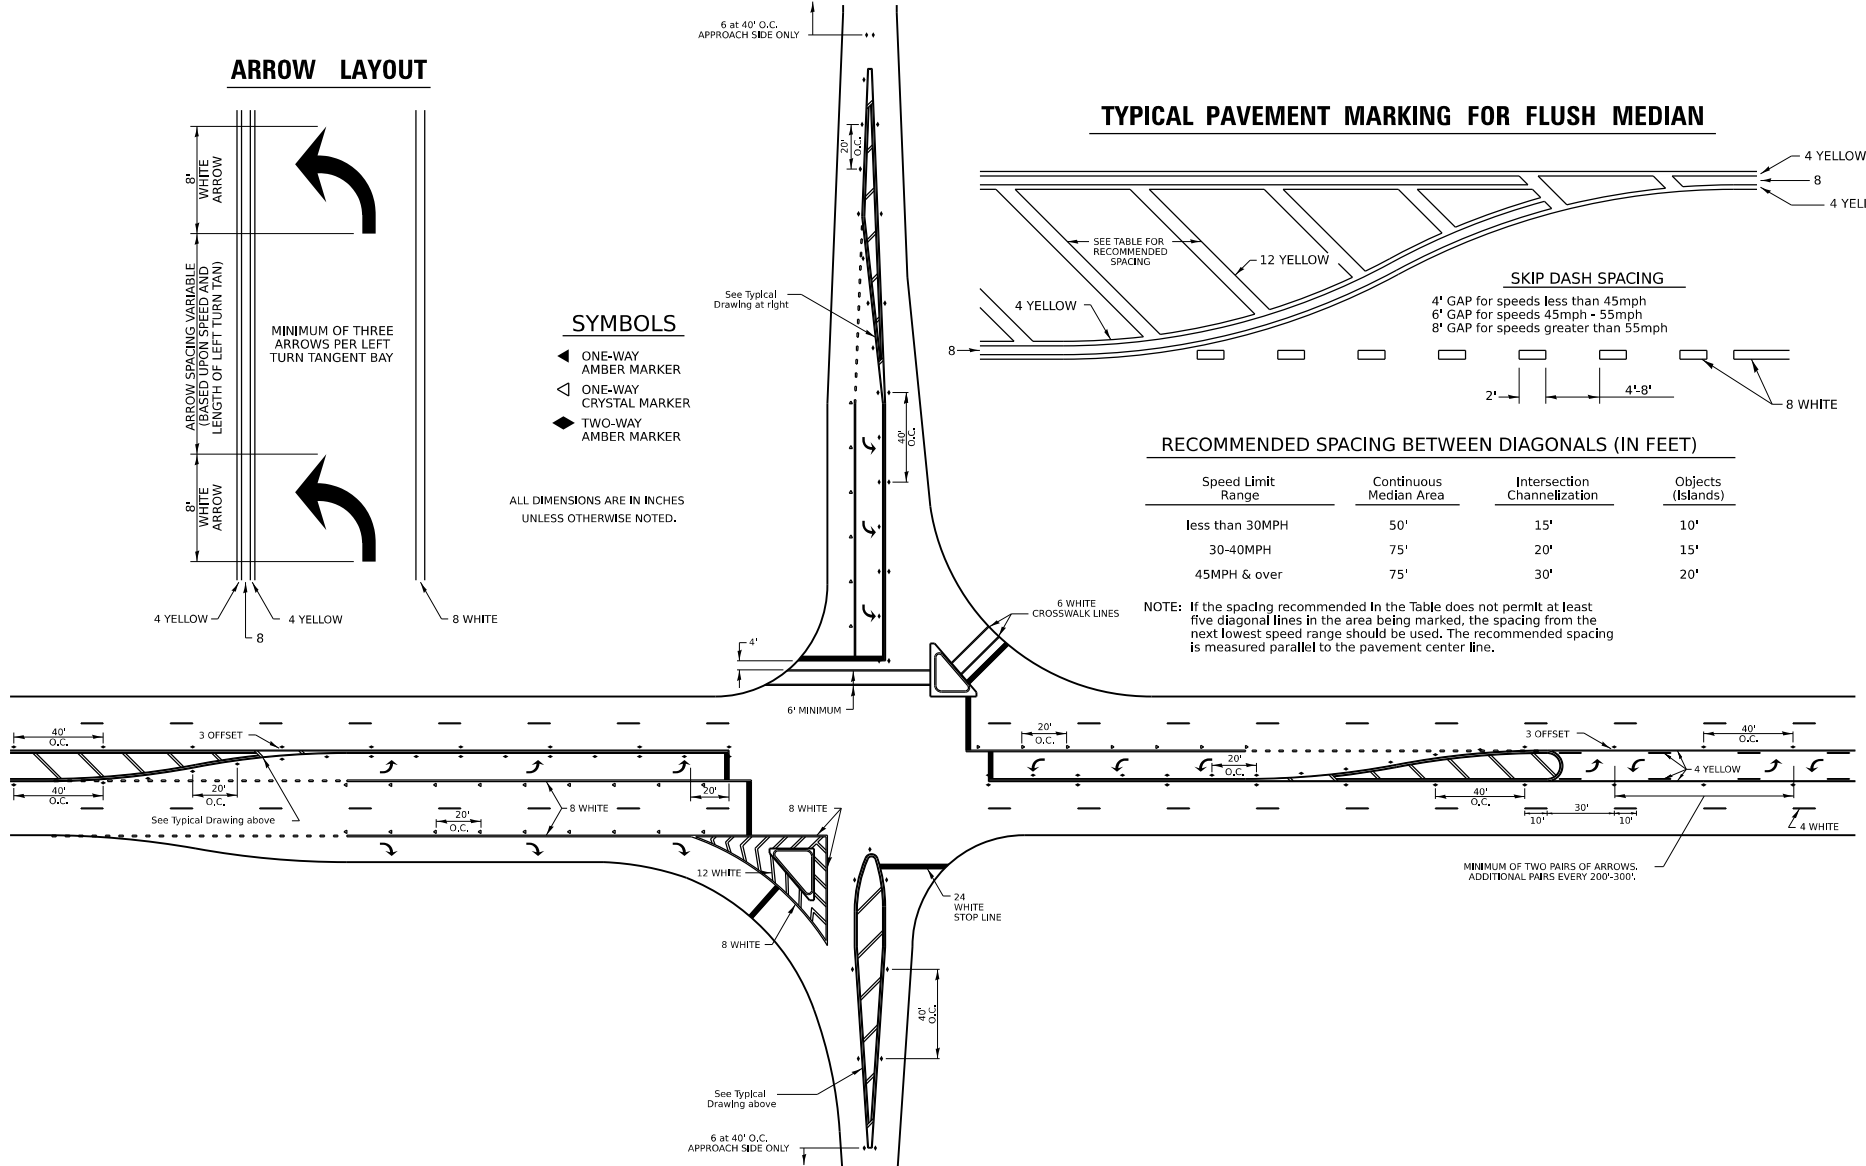 6 at 40' O.C.
APPROACH SIDE ONLY
ARROW LAYOUT
8'
WHITE
ARROW
ARROW SPACING VARIABLE
(BASED UPON SPEED AND
LENGTH OF LEFT TURN TAN)
MINIMUM OF THREE
ARROWS PER LEFT
TURN TANGENT BAY
8'
WHITE
ARROW
4 YELLOW
4 YELLOW
8
8 WHITE
SYMBOLS
ONE-WAY
AMBER MARKER
ONE-WAY
CRYSTAL MARKER
TWO-WAY
AMBER MARKER
ALL DIMENSIONS ARE IN INCHES
UNLESS OTHERWISE NOTED.
20'
O.C.
See Typical
Drawing at right
40'
O.C.
TYPICAL PAVEMENT MARKING FOR FLUSH MEDIAN
4 YELLOW
8
4 YEL
SEE TABLE FOR
RECOMMENDED
SPACING
12 YELLOW
4 YELLOW
8
SKIP DASH SPACING
4' GAP for speeds less than 45mph
6' GAP for speeds 45mph - 55mph
8' GAP for speeds greater than 55mph
2'
4'-8'
8 WHITE
RECOMMENDED SPACING BETWEEN DIAGONALS (IN FEET)
Speed Limit Range Continuous Median Area Intersection Channelization Objects (Islands)
less than 30MPH 50' 15' 10'
30-40MPH 75' 20' 15'
45MPH & over 75' 30' 20'
NOTE: If the spacing recommended in the Table does not permit at least
five diagonal lines in the area being marked, the spacing from the
next lowest speed range should be used. The recommended spacing
is measured parallel to the pavement center line.
6 WHITE
CROSSWALK LINES
4'
6' MINIMUM
40'
O.C.
3 OFFSET
40'
O.C.
20'
O.C.
See Typical Drawing above
20'
O.C.
8 WHITE
20'
8 WHITE
12 WHITE
8 WHITE
20'
O.C.
20'
O.C.
3 OFFSET
40'
O.C.
4 YELLOW
40'
O.C.
10'
30'
10'
4 WHITE
MINIMUM OF TWO PAIRS OF ARROWS.
ADDITIONAL PAIRS EVERY 200'-300'.
24
WHITE
STOP LINE
40'
O.C.
See Typical
Drawing above
6 at 40' O.C.
APPROACH SIDE ONLY